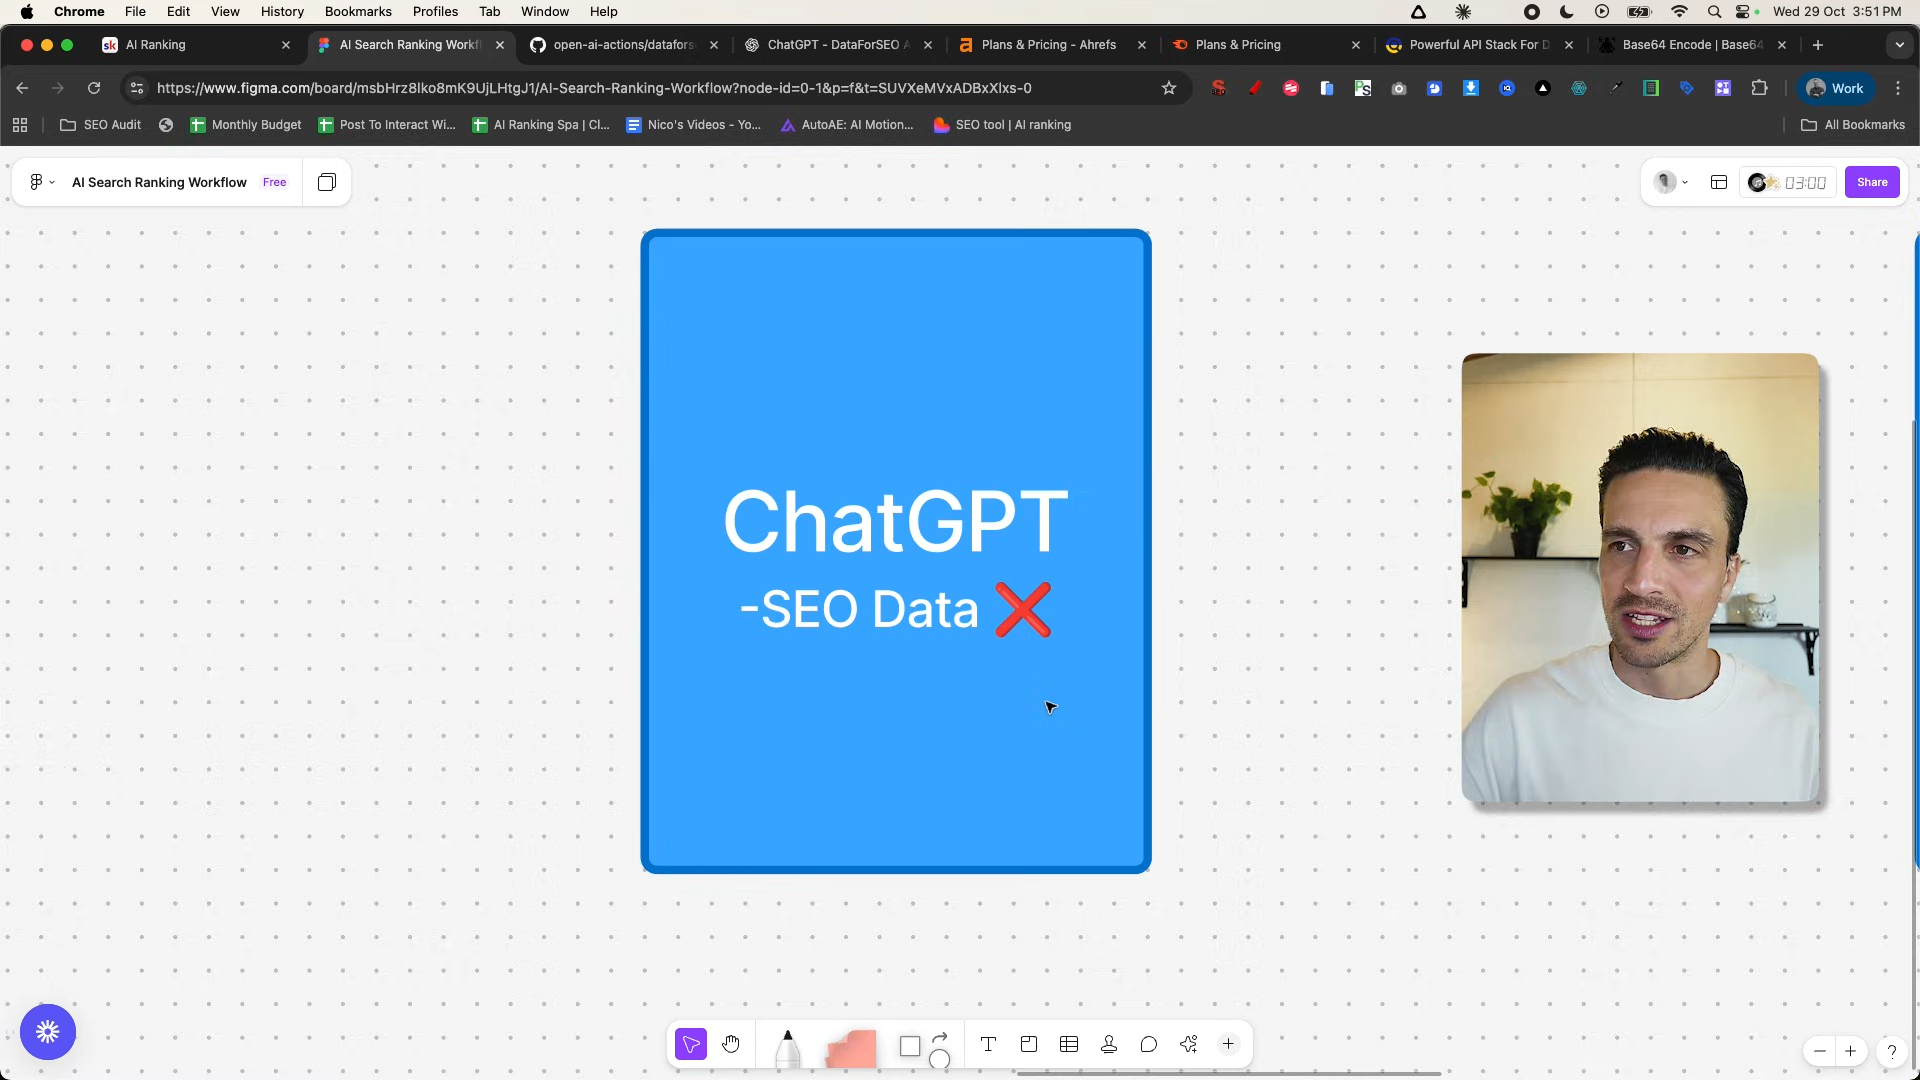 Chrome File Edit View History Bookmarks Profiles Tab Window Help
Wed 29 Oct 3:51 PM
AI Ranking
AI Search Ranking Workfl
open-ai-actions/datafors
ChatGPT - DataForSEO A
Plans & Pricing - Ahrefs
Plans & Pricing
Powerful API Stack For D
Base64 Encode | Base64
https://www.figma.com/board/msbHrz8lko8mK9UjLHtgJ1/AI-Search-Ranking-Workflow?node-id=0-1&p=f&t=SUVXeMVxADBxXlxs-0
Work
SEO Audit
Monthly Budget
Post To Interact Wi...
AI Ranking Spa | Cl...
Nico's Videos - Yo...
AutoAE: AI Motion...
SEO tool | AI ranking
All Bookmarks
AI Search Ranking Workflow Free
03:00
Share
ChatGPT
-SEO Data ❌